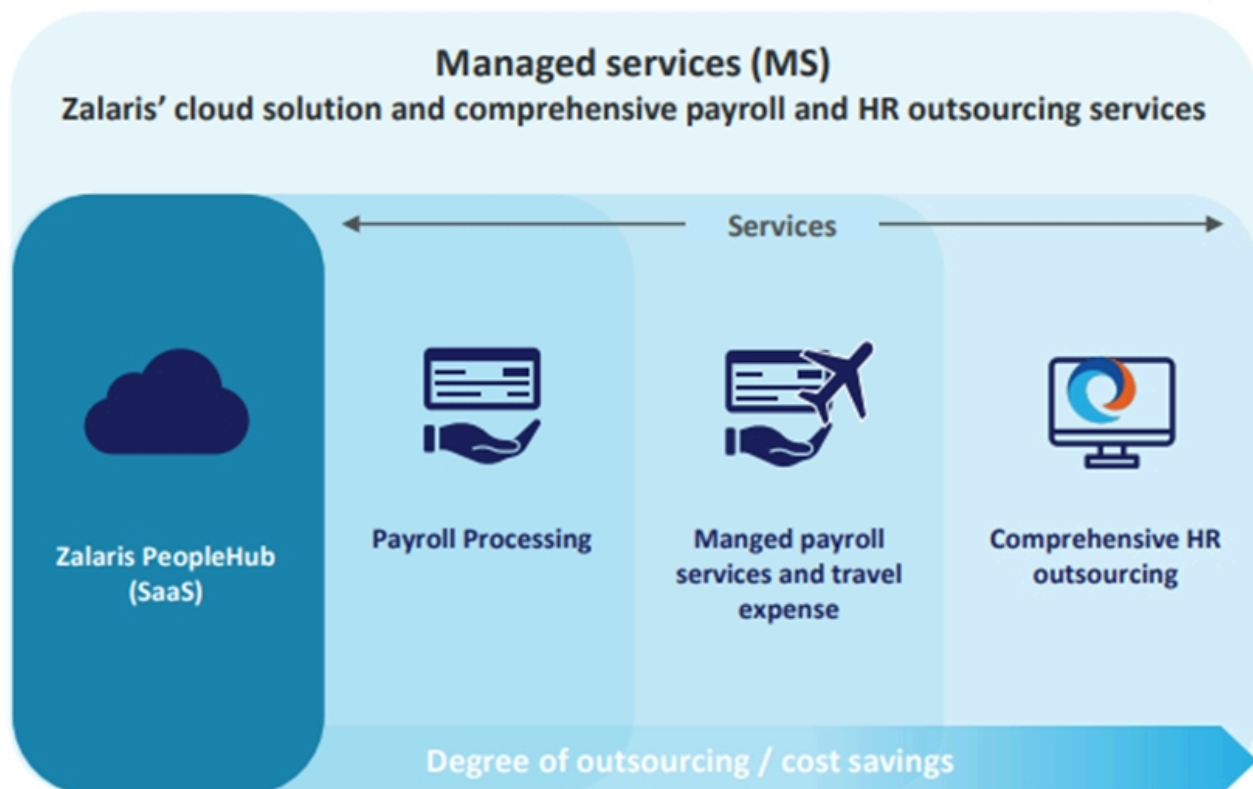 Managed services (MS)
Zalaris' cloud solution and comprehensive payroll and HR outsourcing services
Services
Zalaris PeopleHub
(SaaS)
Payroll Processing
Manged payroll
services and travel
expense
Comprehensive HR
outsourcing
Degree of outsourcing / cost savings